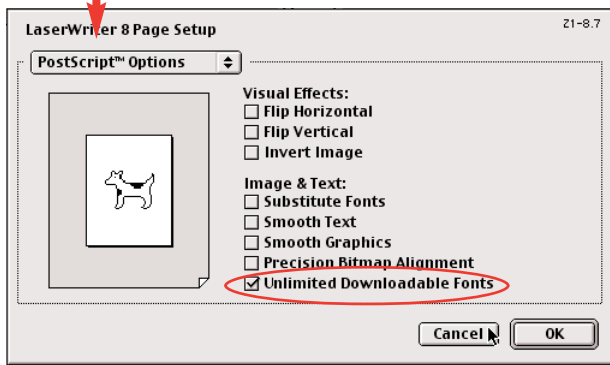 LaserWriter 8 Page Setup
Z1-8.7
PostScript™ Options
Visual Effects:
Flip Horizontal
Flip Vertical
Invert Image
Image & Text:
Substitute Fonts
Smooth Text
Smooth Graphics
Precision Bitmap Alignment
Unlimited Downloadable Fonts
Cancel
OK